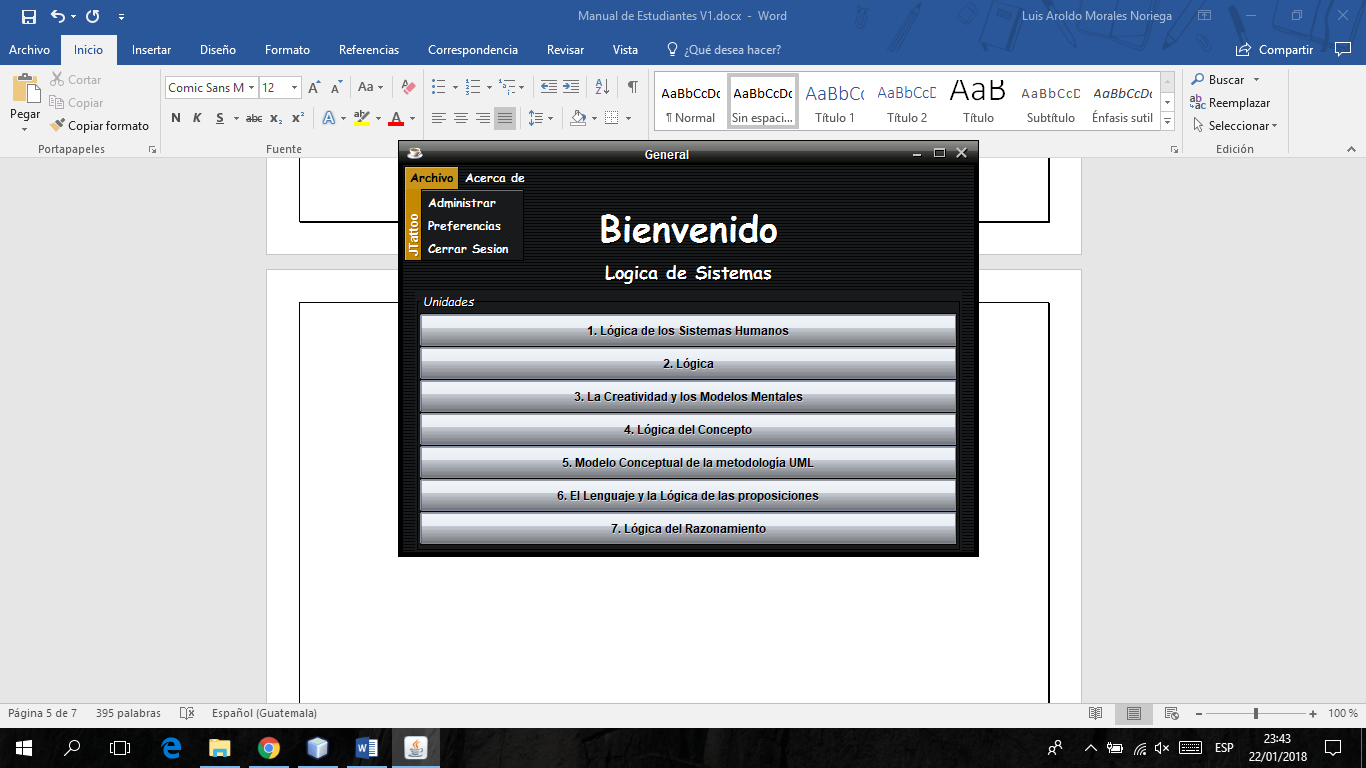 Manual de Estudiantes V1.docx - Word
Luis Aroldo Morales Noriega
Archivo Inicio Insertar Diseño Formato Referencias Correspondencia Revisar Vista ¿Qué desea hacer? Compartir
Pegar
Cortar
Copiar
Copiar formato
Portapapeles
Comic Sans M 12
N K S abc x₂ x²
Aa
Fuente
AaBbCcDc AaBbCcDc AaBbCc AaBbCcD AaB AaBbCcD AaBbCcDc
¶ Normal Sin espaci... Título 1 Título 2 Título Subtítulo Énfasis sutil
Buscar
Reemplazar
Seleccionar
Edición
General
Archivo Acerca de
JTattoo
Administrar
Preferencias
Cerrar Sesion
Bienvenido
Logica de Sistemas
Unidades
1. Lógica de los Sistemas Humanos
2. Lógica
3. La Creatividad y los Modelos Mentales
4. Lógica del Concepto
5. Modelo Conceptual de la metodología UML
6. El Lenguaje y la Lógica de las proposiciones
7. Lógica del Razonamiento
Página 5 de 7 395 palabras Español (Guatemala) 100 %
ESP
23:43
22/01/2018